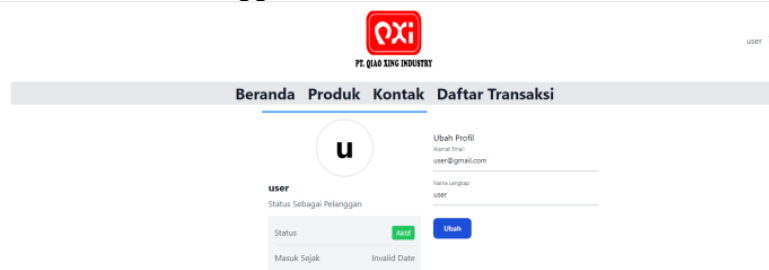 QXi
PT. QIAO XING INDUSTRY
user
Beranda Produk Kontak Daftar Transaksi
u
user
Status Sebagai Pelanggan
Status Aktif
Masuk Sejak Invalid Date
Ubah Profil
Alamat Email
user@gmail.com
Nama Lengkap
user
Ubah